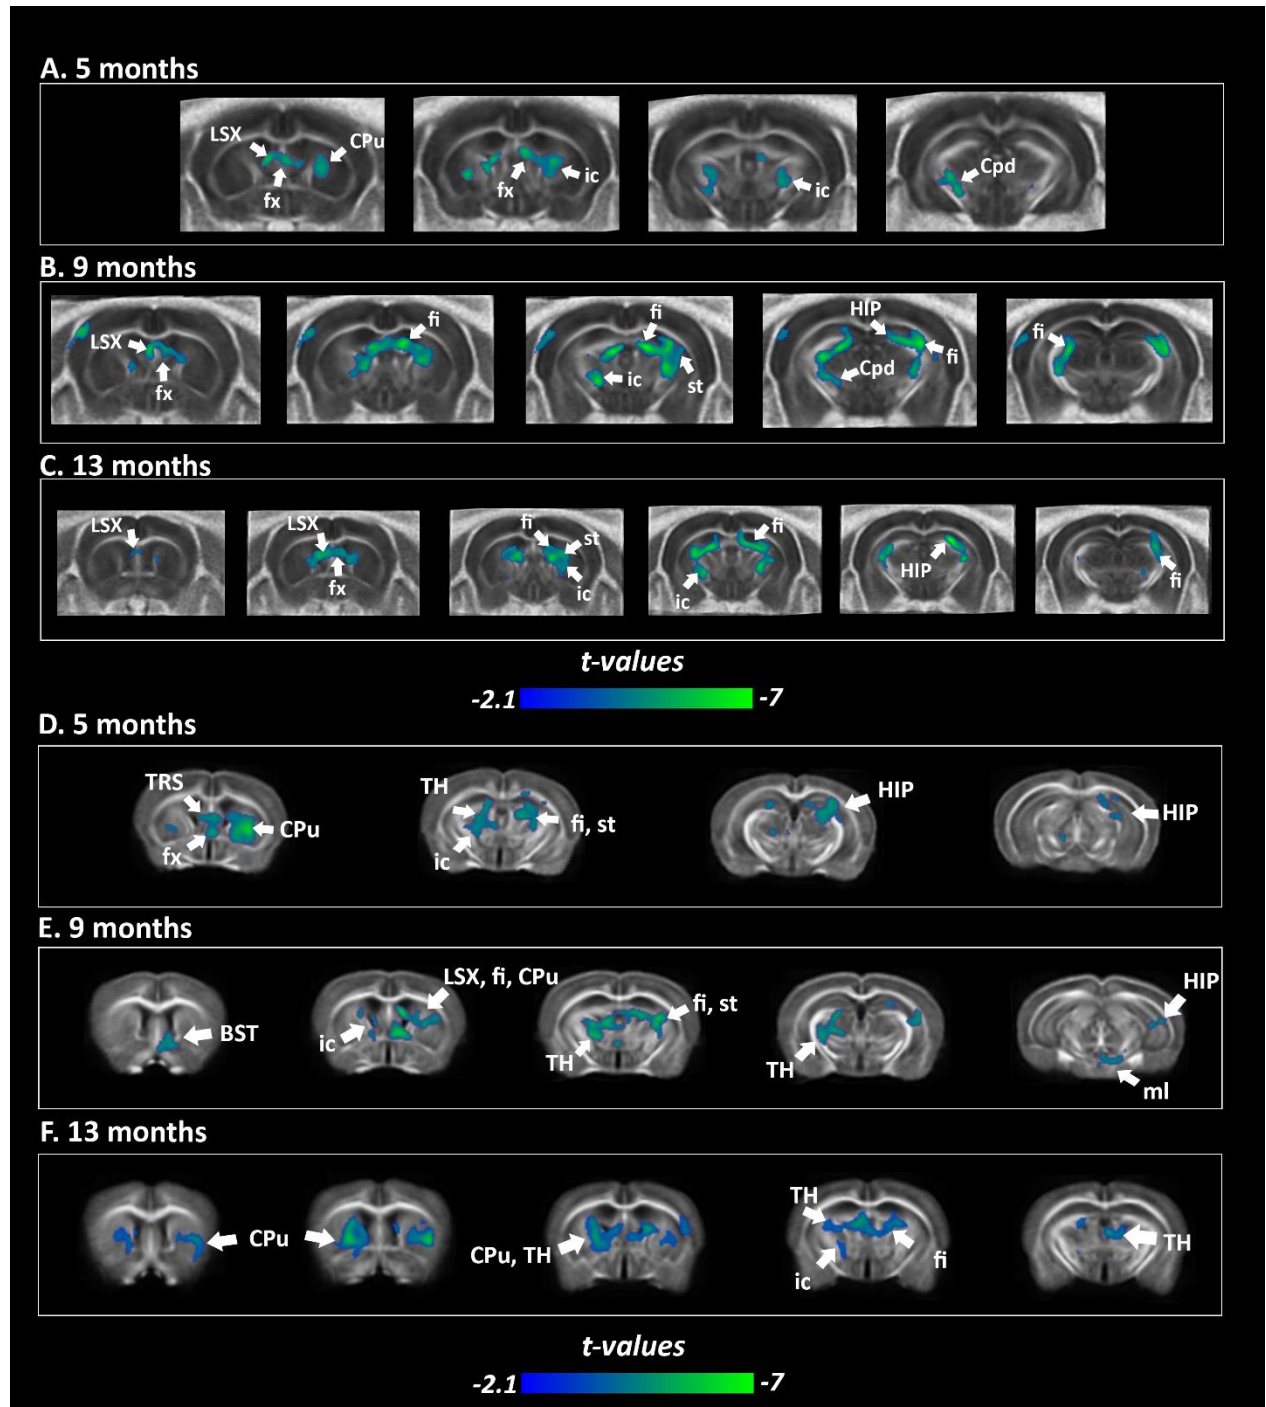 A. 5 months
LSX CPu
fx fx ic ic Cpd
B. 9 months
LSX fi fi HIP fi
fx ic st Cpd fi
C. 13 months
LSX LSX fi st fi
fx ic ic HIP fi
t-values
-2.1 -7
D. 5 months
TRS TH HIP
CPu fi, st HIP
fx ic
E. 9 months
LSX, fi, CPu fi, st HIP
BST ic TH TH ml
F. 13 months
CPu CPu, TH TH TH
ic fi
t-values
-2.1 -7